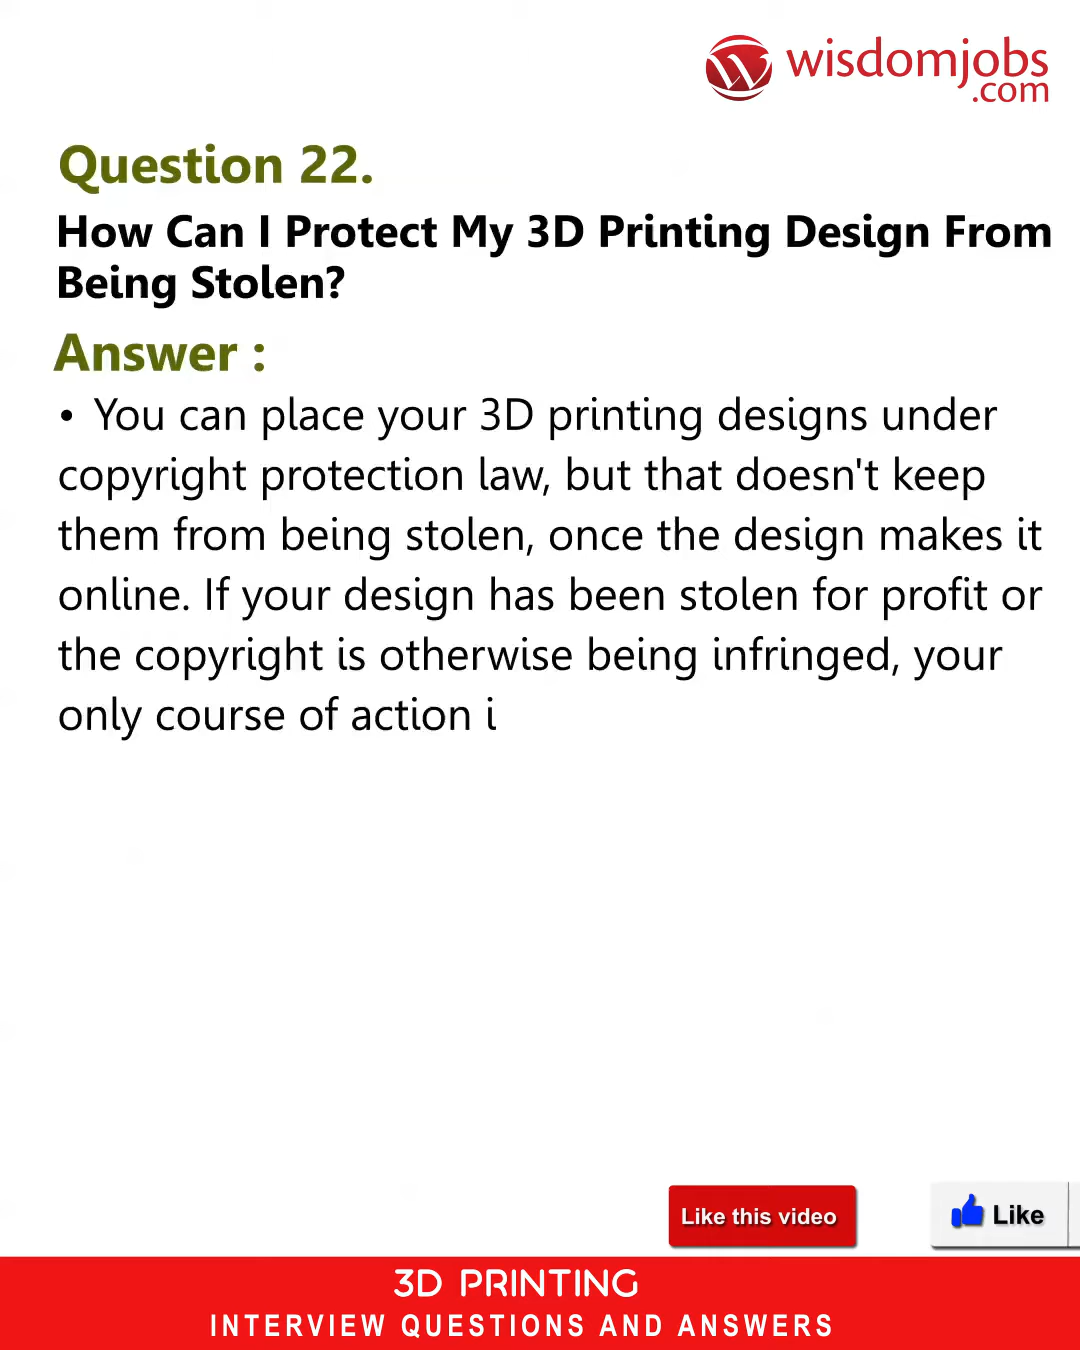 wisdomjobs
.com
Question 22.
How Can I Protect My 3D Printing Design From
Being Stolen?
Answer :
• You can place your 3D printing designs under
copyright protection law, but that doesn't keep
them from being stolen, once the design makes it
online. If your design has been stolen for profit or
the copyright is otherwise being infringed, your
only course of action i
Like this video
Like
3D PRINTING
INTERVIEW QUESTIONS AND ANSWERS